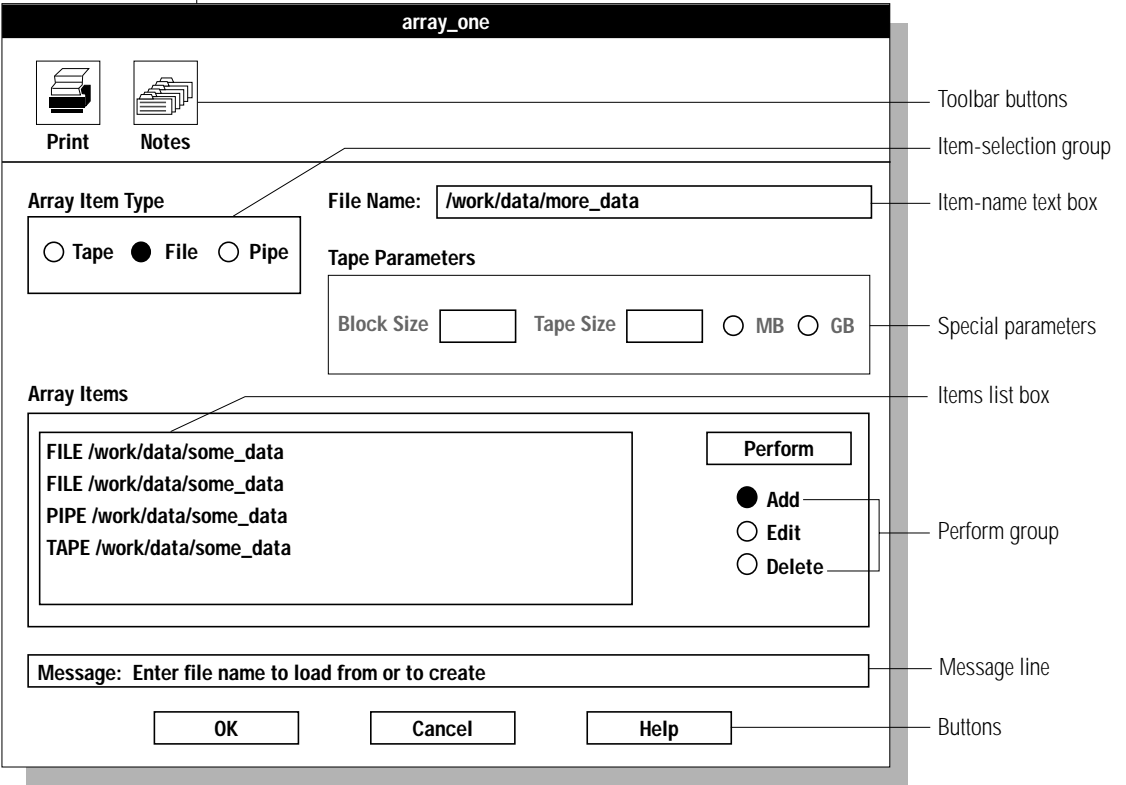 array_one
Toolbar buttons
Print Notes
Item-selection group
Array Item Type
File Name: /work/data/more_data
Item-name text box
Tape File Pipe
Tape Parameters
Block Size Tape Size MB GB
Special parameters
Array Items
Items list box
FILE /work/data/some_data
FILE /work/data/some_data
PIPE /work/data/some_data
TAPE /work/data/some_data
Perform
Add
Edit
Delete
Perform group
Message: Enter file name to load from or to create
Message line
OK Cancel Help
Buttons